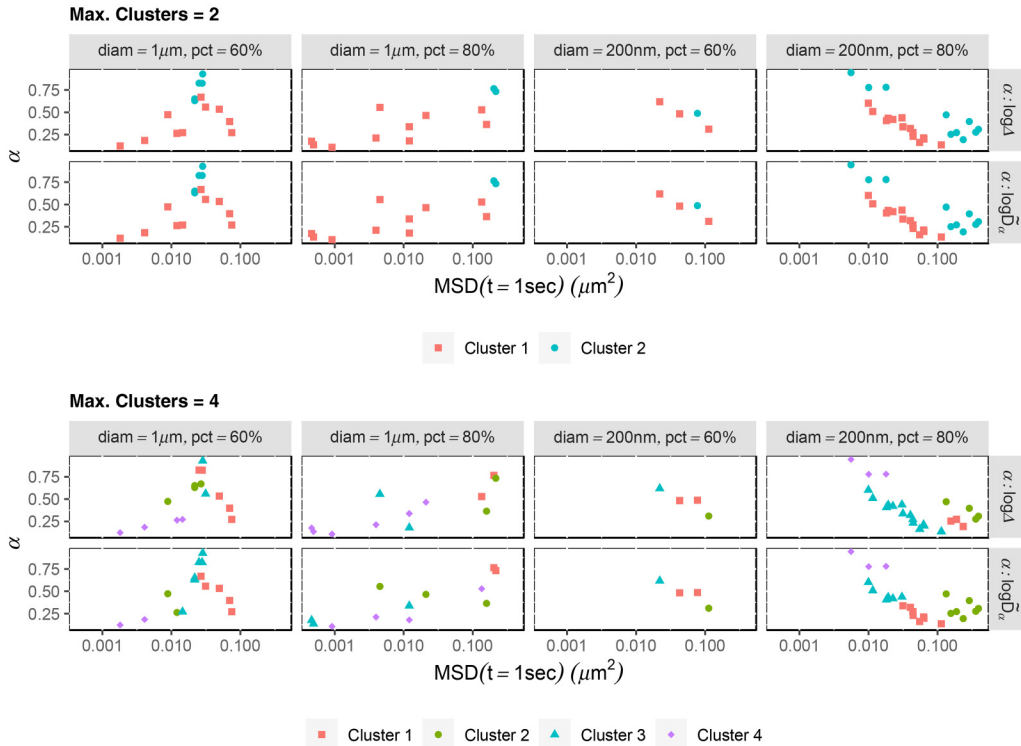 Max. Clusters = 2
diam = 1μm, pct = 60% diam = 1μm, pct = 80% diam = 200nm, pct = 60% diam = 200nm, pct = 80%
0.75
0.50
0.25
α : logΛ
α
0.75
0.50
0.25
α : logD̃α
0.001 0.010 0.100 0.001 0.010 0.100 0.001 0.010 0.100 0.001 0.010 0.100
MSD(t = 1sec) (μm²)
Cluster 1 Cluster 2
Max. Clusters = 4
diam = 1μm, pct = 60% diam = 1μm, pct = 80% diam = 200nm, pct = 60% diam = 200nm, pct = 80%
0.75
0.50
0.25
α : logΛ
α
0.75
0.50
0.25
α : logD̃α
0.001 0.010 0.100 0.001 0.010 0.100 0.001 0.010 0.100 0.001 0.010 0.100
MSD(t = 1sec) (μm²)
Cluster 1 Cluster 2 Cluster 3 Cluster 4